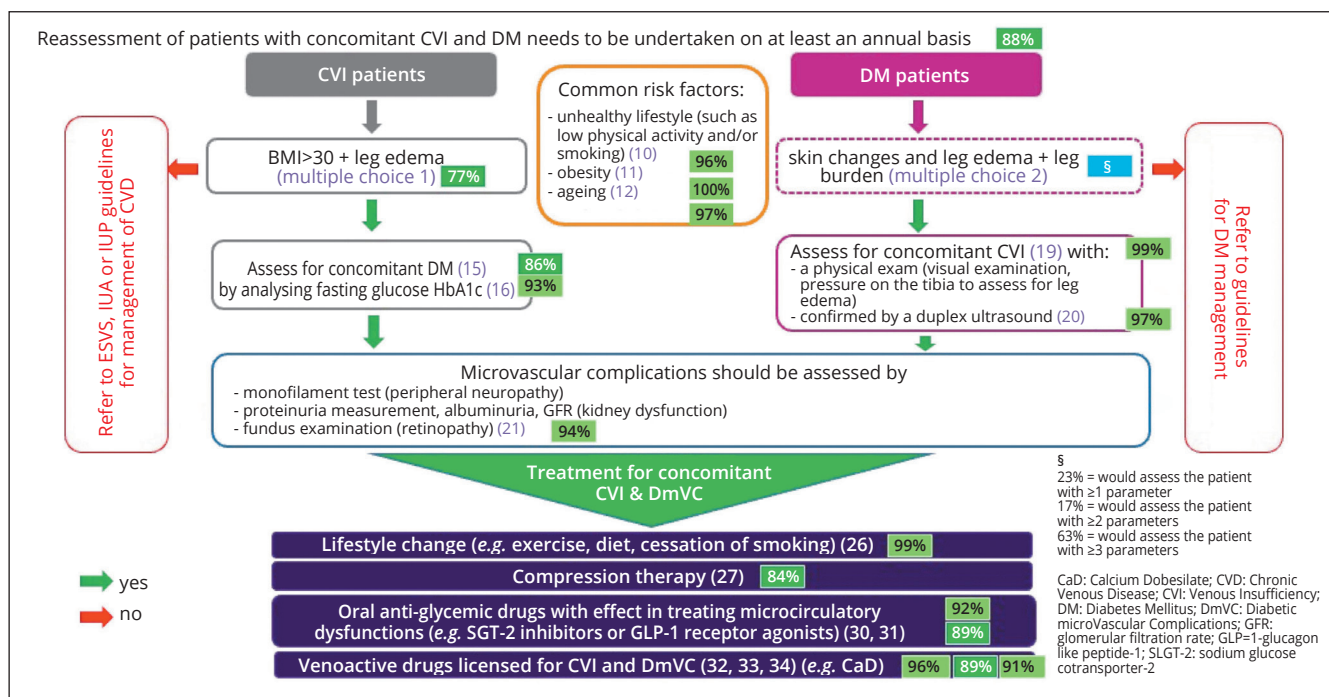 Reassessment of patients with concomitant CVI and DM needs to be undertaken on at least an annual basis 88%
CVI patients
BMI>30 + leg edema
(multiple choice 1) 77%
Refer to ESVS, IUA or IUP guidelines
for management of CVD
Assess for concomitant DM (15) 86%
by analysing fasting glucose HbA1c (16) 93%
Common risk factors:
- unhealthy lifestyle (such as
low physical activity and/or
smoking) (10) 96%
- obesity (11) 100%
- ageing (12) 97%
DM patients
skin changes and leg edema + leg
burden (multiple choice 2) §
Refer to guidelines
for DM management
Assess for concomitant CVI (19) with: 99%
- a physical exam (visual examination,
pressure on the tibia to assess for leg
edema)
- confirmed by a duplex ultrasound (20) 97%
Microvascular complications should be assessed by
- monofilament test (peripheral neuropathy)
- proteinuria measurement, albuminuria, GFR (kidney dysfunction)
- fundus examination (retinopathy) (21) 94%
Treatment for concomitant
CVI & DmVC
Lifestyle change (e.g. exercise, diet, cessation of smoking) (26) 99%
Compression therapy (27) 84%
Oral anti-glycemic drugs with effect in treating microcirculatory 92%
dysfunctions (e.g. SGT-2 inhibitors or GLP-1 receptor agonists) (30, 31) 89%
Venoactive drugs licensed for CVI and DmVC (32, 33, 34) (e.g. CaD) 96% 89% 91%
yes
no
§
23% = would assess the patient
with ≥1 parameter
17% = would assess the patient
with ≥2 parameters
63% = would assess the patient
with ≥3 parameters
CaD: Calcium Dobesilate; CVD: Chronic
Venous Disease; CVI: Venous Insufficiency;
DM: Diabetes Mellitus; DmVC: Diabetic
microVascular Complications; GFR:
glomerular filtration rate; GLP=1-glucagon
like peptide-1; SLGT-2: sodium glucose
cotransporter-2